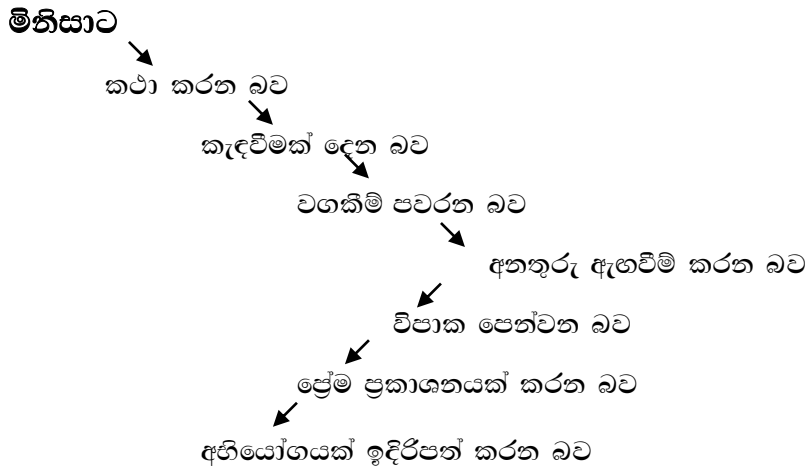 මිනිසාට
කථා කරන බව
කැඳවීමක් දෙන බව
වගකීම් පවරන බව
අනතුරු ඇඟවීම් කරන බව
විපාක පෙන්වන බව
ප්‍රේම ප්‍රකාශනයක් කරන බව
අභියෝගයක් ඉදිරිපත් කරන බව